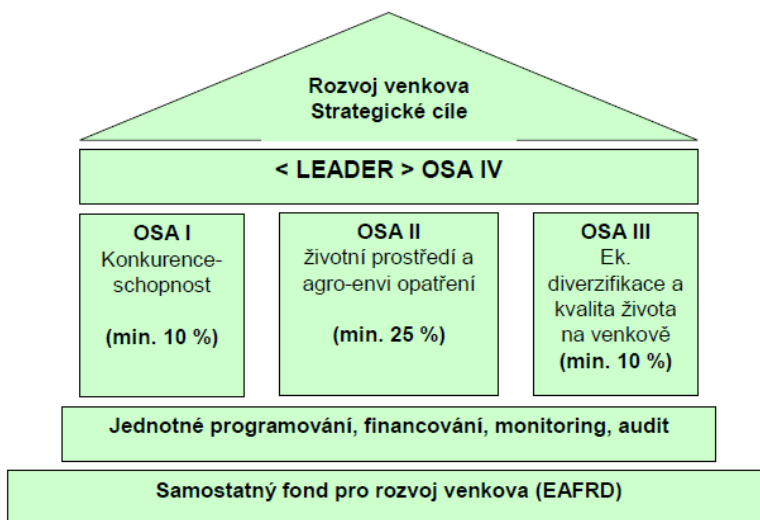 Rozvoj venkova
Strategické cíle
< LEADER > OSA IV
OSA I
Konkurence-
schopnost
(min. 10 %)
OSA II
životní prostředí a
agro-envi opatření
(min. 25 %)
OSA III
Ek.
diverzifikace a
kvalita života
na venkově
(min. 10 %)
Jednotné programování, financování, monitoring, audit
Samostatný fond pro rozvoj venkova (EAFRD)